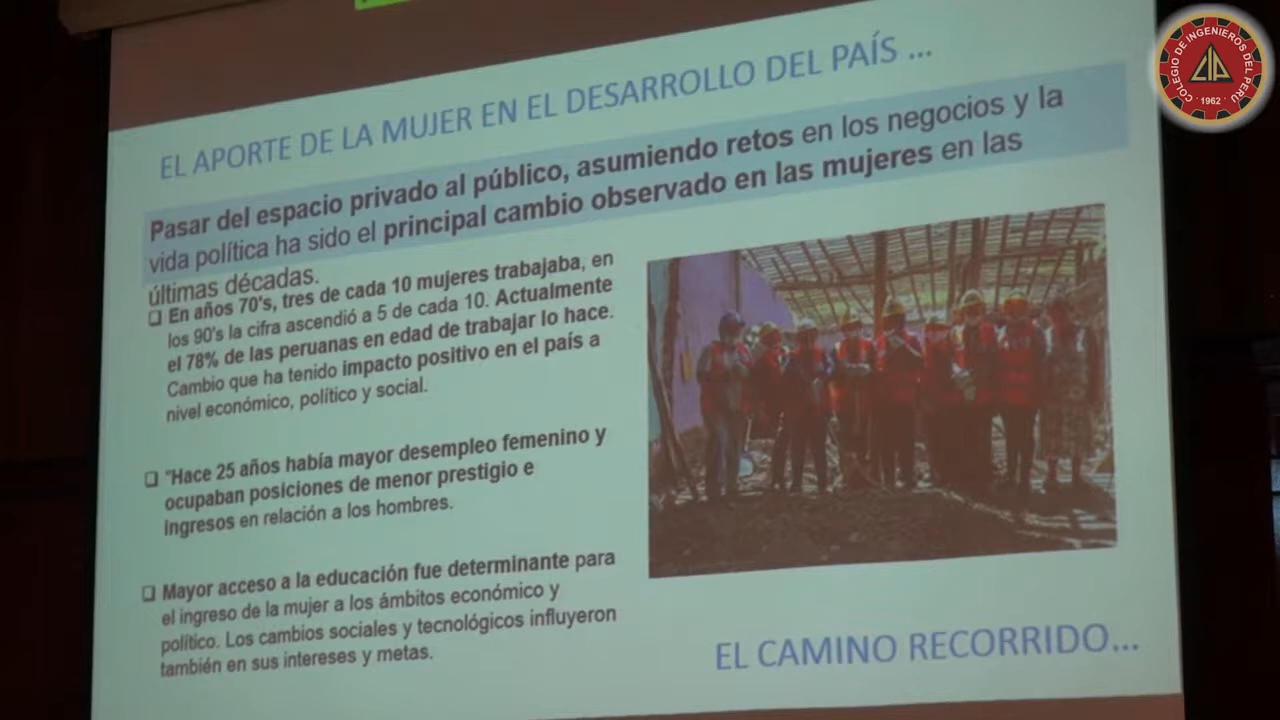 EL APORTE DE LA MUJER EN EL DESARROLLO DEL PAÍS ...
Pasar del espacio privado al público, asumiendo retos en los negocios y la
vida política ha sido el principal cambio observado en las mujeres en las
últimas décadas.
❑ En años 70's, tres de cada 10 mujeres trabajaba, en
los 90's la cifra ascendió a 5 de cada 10. Actualmente
el 78% de las peruanas en edad de trabajar lo hace.
Cambio que ha tenido impacto positivo en el país a
nivel económico, político y social.
❑ "Hace 25 años había mayor desempleo femenino y
ocupaban posiciones de menor prestigio e
ingresos en relación a los hombres.
❑ Mayor acceso a la educación fue determinante para
el ingreso de la mujer a los ámbitos económico y
político. Los cambios sociales y tecnológicos influyeron
también en sus intereses y metas.
EL CAMINO RECORRIDO...
COLEGIO DE INGENIEROS DEL PERÚ
CIP
· 1962 ·